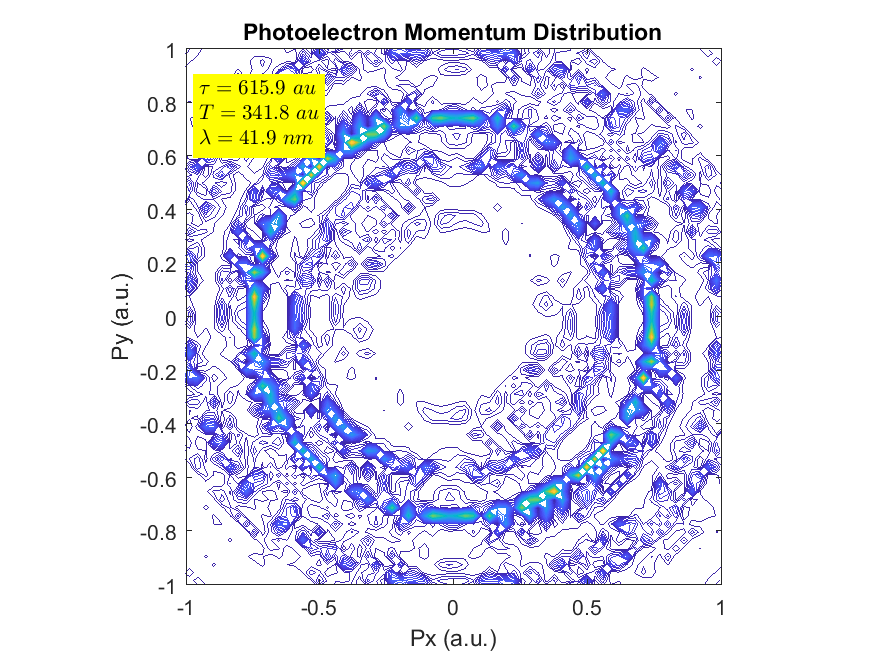 Photoelectron Momentum Distribution
τ = 615.9 au
T = 341.8 au
λ = 41.9 nm
1
0.8
0.6
0.4
0.2
0
-0.2
-0.4
-0.6
-0.8
-1
Py (a.u.)
-1 -0.5 0 0.5 1
Px (a.u.)